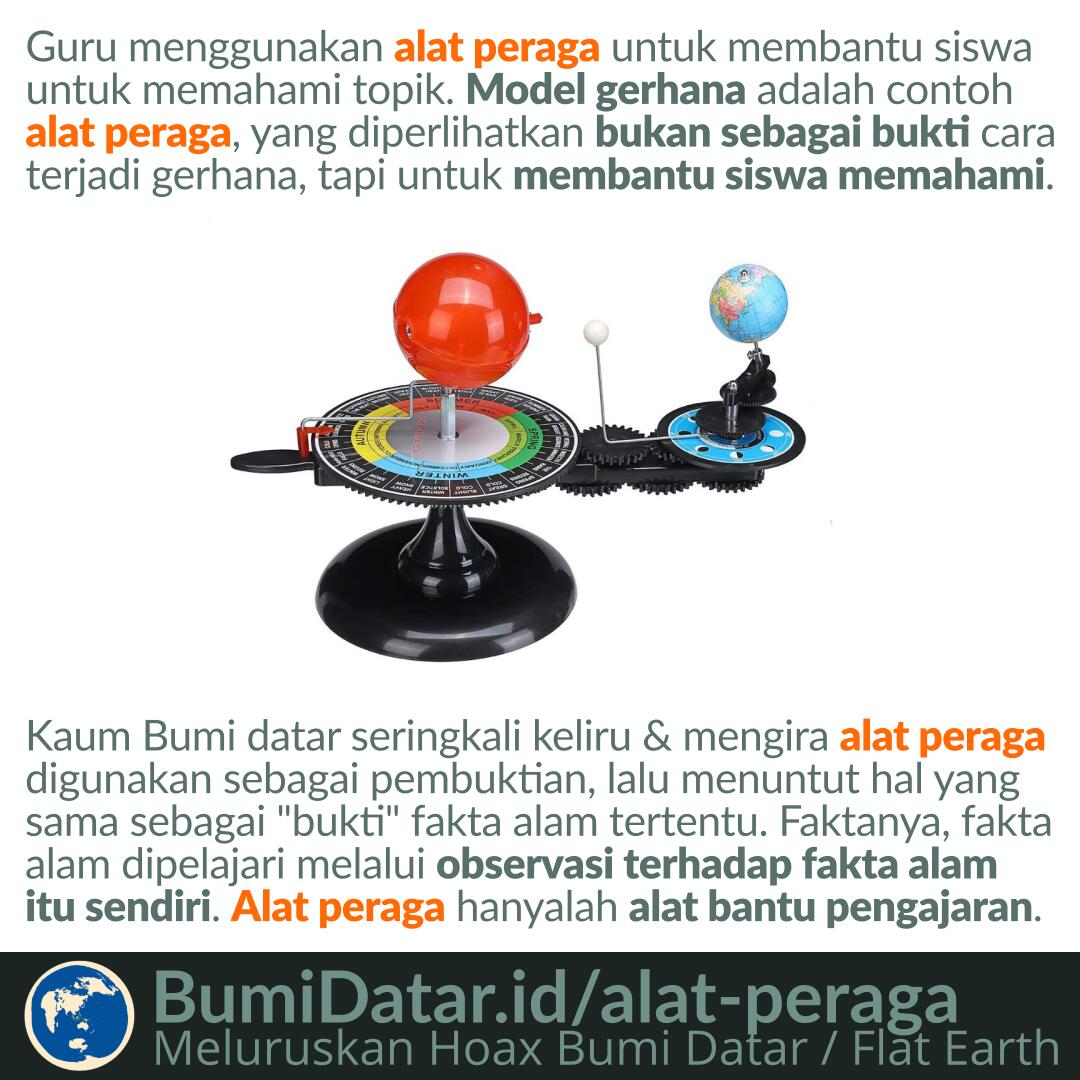 Guru menggunakan alat peraga untuk membantu siswa
untuk memahami topik. Model gerhana adalah contoh
alat peraga, yang diperlihatkan bukan sebagai bukti cara
terjadi gerhana, tapi untuk membantu siswa memahami.
SUMMER
AUTUMN
SPRING
WINTER
Kaum Bumi datar seringkali keliru & mengira alat peraga
digunakan sebagai pembuktian, lalu menuntut hal yang
sama sebagai "bukti" fakta alam tertentu. Faktanya, fakta
alam dipelajari melalui observasi terhadap fakta alam
itu sendiri. Alat peraga hanyalah alat bantu pengajaran.
BumiDatar.id/alat-peraga
Meluruskan Hoax Bumi Datar / Flat Earth